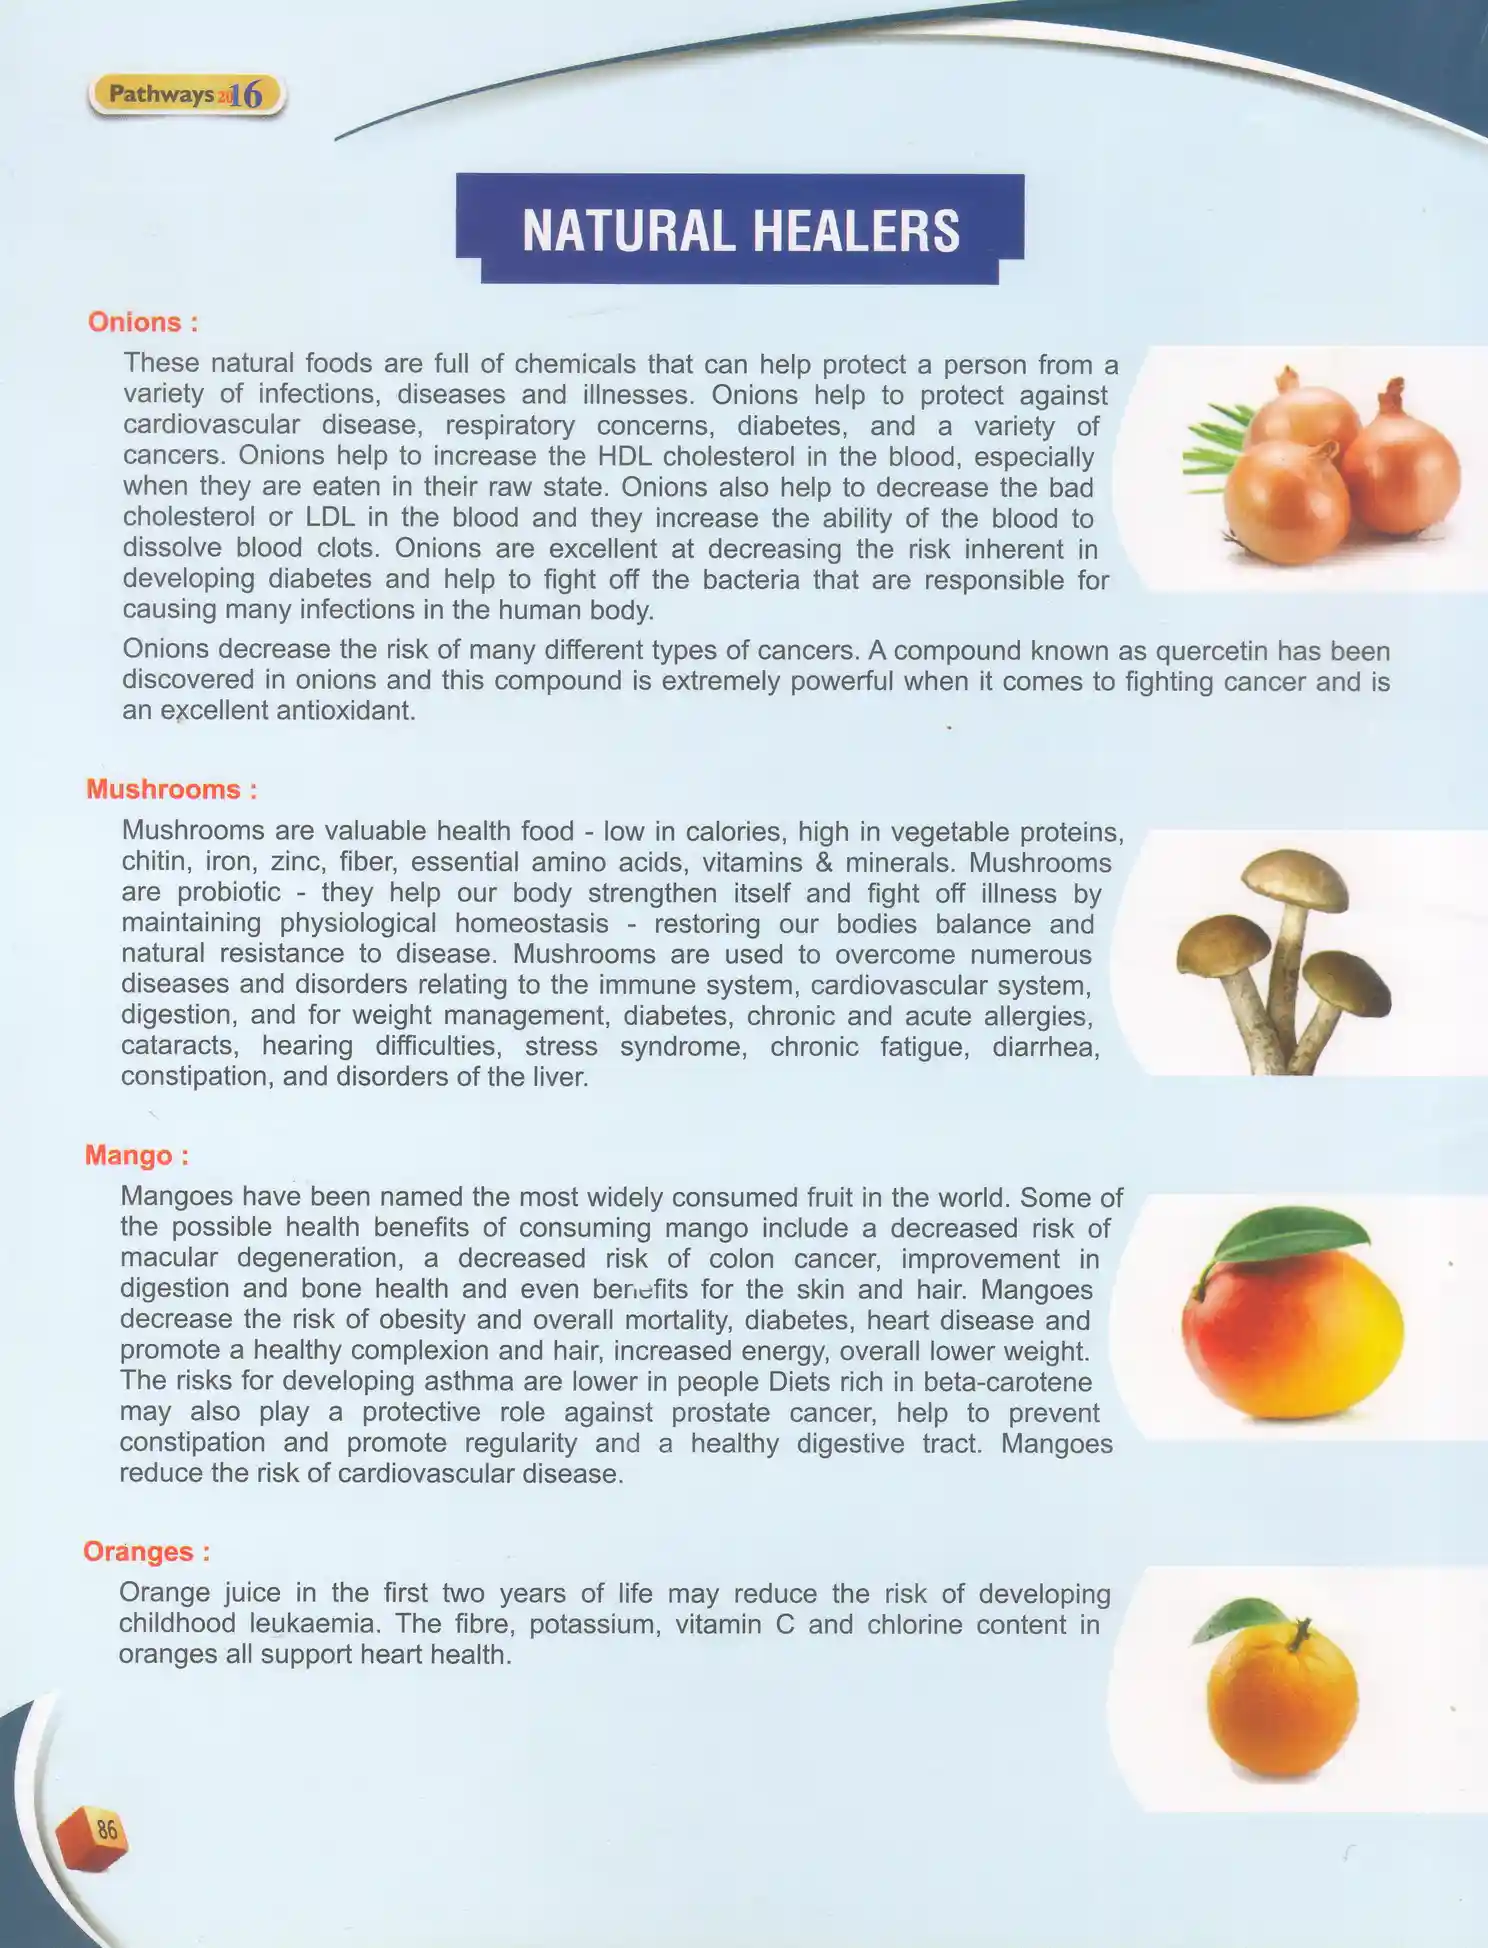 Pathways 2016
NATURAL HEALERS
Onions :
These natural foods are full of chemicals that can help protect a person from a
variety of infections, diseases and illnesses. Onions help to protect against
cardiovascular disease, respiratory concerns, diabetes, and a variety of
cancers. Onions help to increase the HDL cholesterol in the blood, especially
when they are eaten in their raw state. Onions also help to decrease the bad
cholesterol or LDL in the blood and they increase the ability of the blood to
dissolve blood clots. Onions are excellent at decreasing the risk inherent in
developing diabetes and help to fight off the bacteria that are responsible for
causing many infections in the human body.
Onions decrease the risk of many different types of cancers. A compound known as quercetin has been
discovered in onions and this compound is extremely powerful when it comes to fighting cancer and is
an excellent antioxidant.
Mushrooms :
Mushrooms are valuable health food - low in calories, high in vegetable proteins,
chitin, iron, zinc, fiber, essential amino acids, vitamins & minerals. Mushrooms
are probiotic - they help our body strengthen itself and fight off illness by
maintaining physiological homeostasis - restoring our bodies balance and
natural resistance to disease. Mushrooms are used to overcome numerous
diseases and disorders relating to the immune system, cardiovascular system,
digestion, and for weight management, diabetes, chronic and acute allergies,
cataracts, hearing difficulties, stress syndrome, chronic fatigue, diarrhea,
constipation, and disorders of the liver.
Mango :
Mangoes have been named the most widely consumed fruit in the world. Some of
the possible health benefits of consuming mango include a decreased risk of
macular degeneration, a decreased risk of colon cancer, improvement in
digestion and bone health and even benefits for the skin and hair. Mangoes
decrease the risk of obesity and overall mortality, diabetes, heart disease and
promote a healthy complexion and hair, increased energy, overall lower weight.
The risks for developing asthma are lower in people Diets rich in beta-carotene
may also play a protective role against prostate cancer, help to prevent
constipation and promote regularity and a healthy digestive tract. Mangoes
reduce the risk of cardiovascular disease.
Oranges :
Orange juice in the first two years of life may reduce the risk of developing
childhood leukaemia. The fibre, potassium, vitamin C and chlorine content in
oranges all support heart health.
86